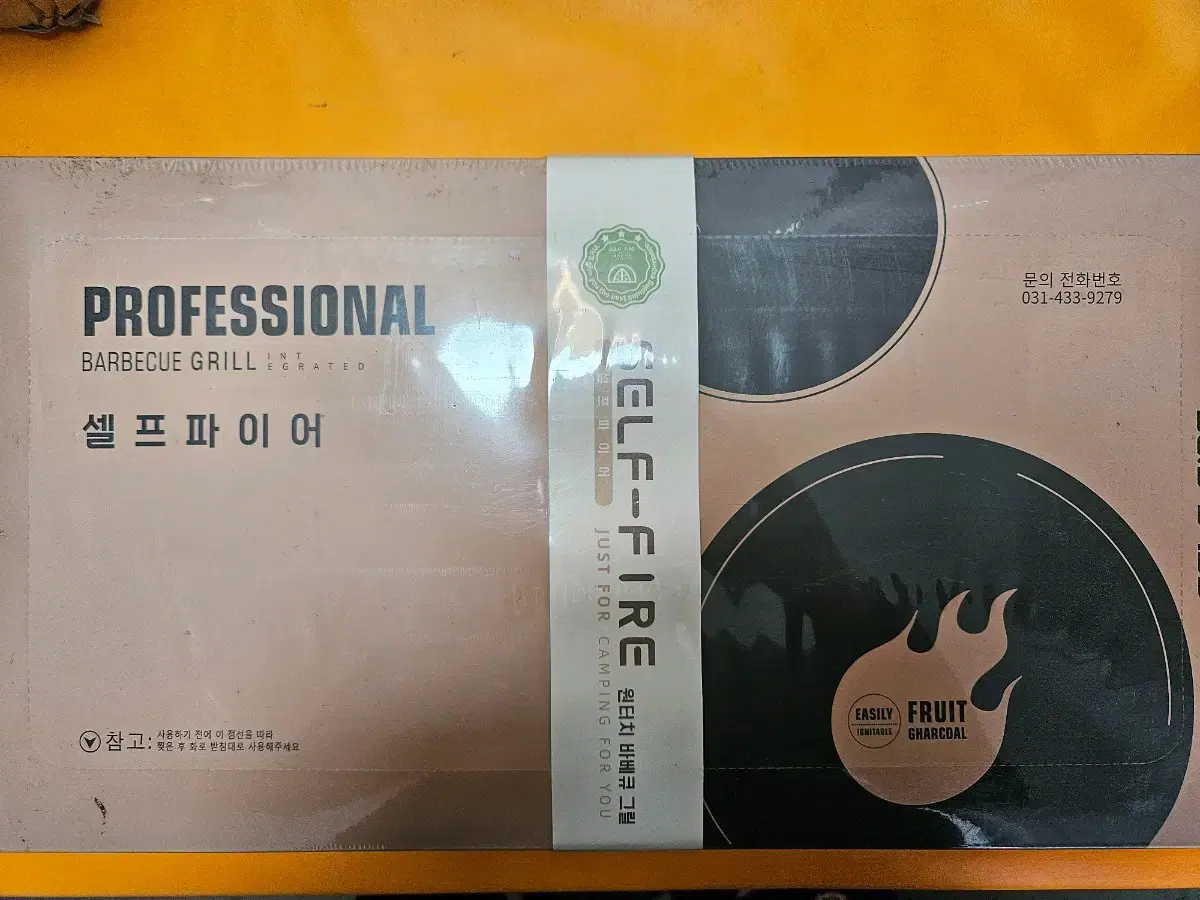 PROFESSIONAL
BARBECUE GRILL INT
EGRATED
셀프파이어
참고: 사용하기 전에 이 점선을 따라
찢은 후 화로 받침대로 사용해주세요
SELF-FIRE
셀프파이어
원터치 바베큐 그릴
JUST FOR CAMPING FOR YOU
문의 전화번호
031-433-9279
EASILY
IGNITABLE
FRUIT
GHARCOAL